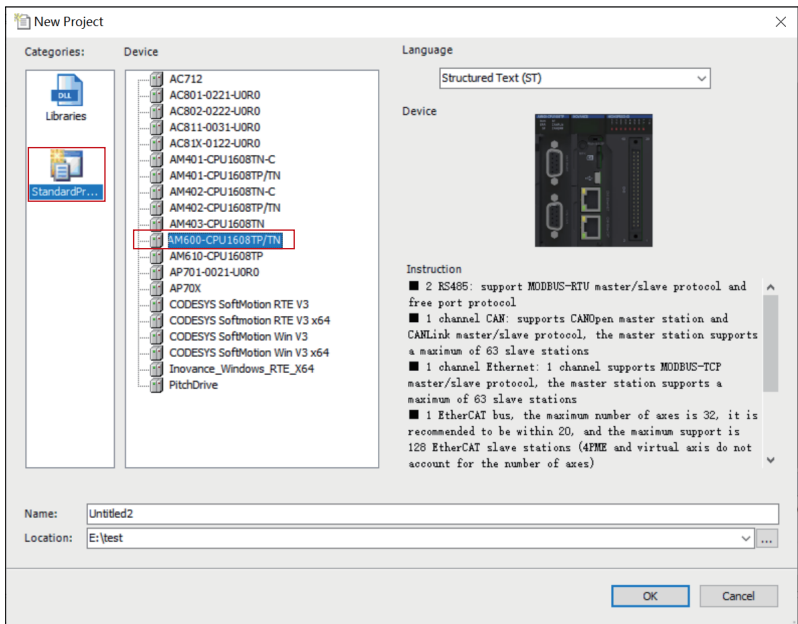 New Project
Categories:
Device
Language
DLL
Libraries
StandardPr...
AC712
AC801-0221-U0R0
AC802-0222-U0R0
AC811-0031-U0R0
AC81X-0122-U0R0
AM401-CPU1608TN-C
AM401-CPU1608TP/TN
AM402-CPU1608TN-C
AM402-CPU1608TP/TN
AM403-CPU1608TN
AM600-CPU1608TP/TN
AM610-CPU1608TP
AP701-0021-U0R0
AP70X
CODESYS SoftMotion RTE V3
CODESYS Softmotion RTE V3 x64
CODESYS SoftMotion Win V3
CODESYS SoftMotion Win V3 x64
Inovance_Windows_RTE_X64
PitchDrive
Structured Text (ST)
Device
Instruction
■ 2 RS485: support MODBUS-RTU master/slave protocol and
free port protocol
■ 1 channel CAN: supports CANOpen master station and
CANLink master/slave protocol, the master station supports
a maximum of 63 slave stations
■ 1 channel Ethernet: 1 channel supports MODBUS-TCP
master/slave protocol, the master station supports a
maximum of 63 slave stations
■ 1 EtherCAT bus, the maximum number of axes is 32, it is
recommended to be within 20, and the maximum support is
128 EtherCAT slave stations (4PME and virtual axis do not
account for the number of axes)
Name:
Untitled2
Location:
E:\test
...
OK
Cancel